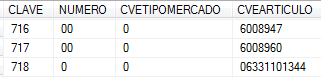 CLAVE NUMERO CVETIPOMERCADO CVEARTICULO
716 00 0 6008947
717 00 0 6008960
718 0 0 06331101344